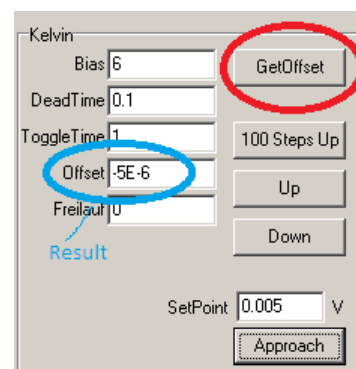 Kelvin
Bias 6 GetOffset
DeadTime 0.1
ToggleTime 1 100 Steps Up
Offset -5E-6 Up
Freilauf 0
Result Down
SetPoint 0.005 V
Approach